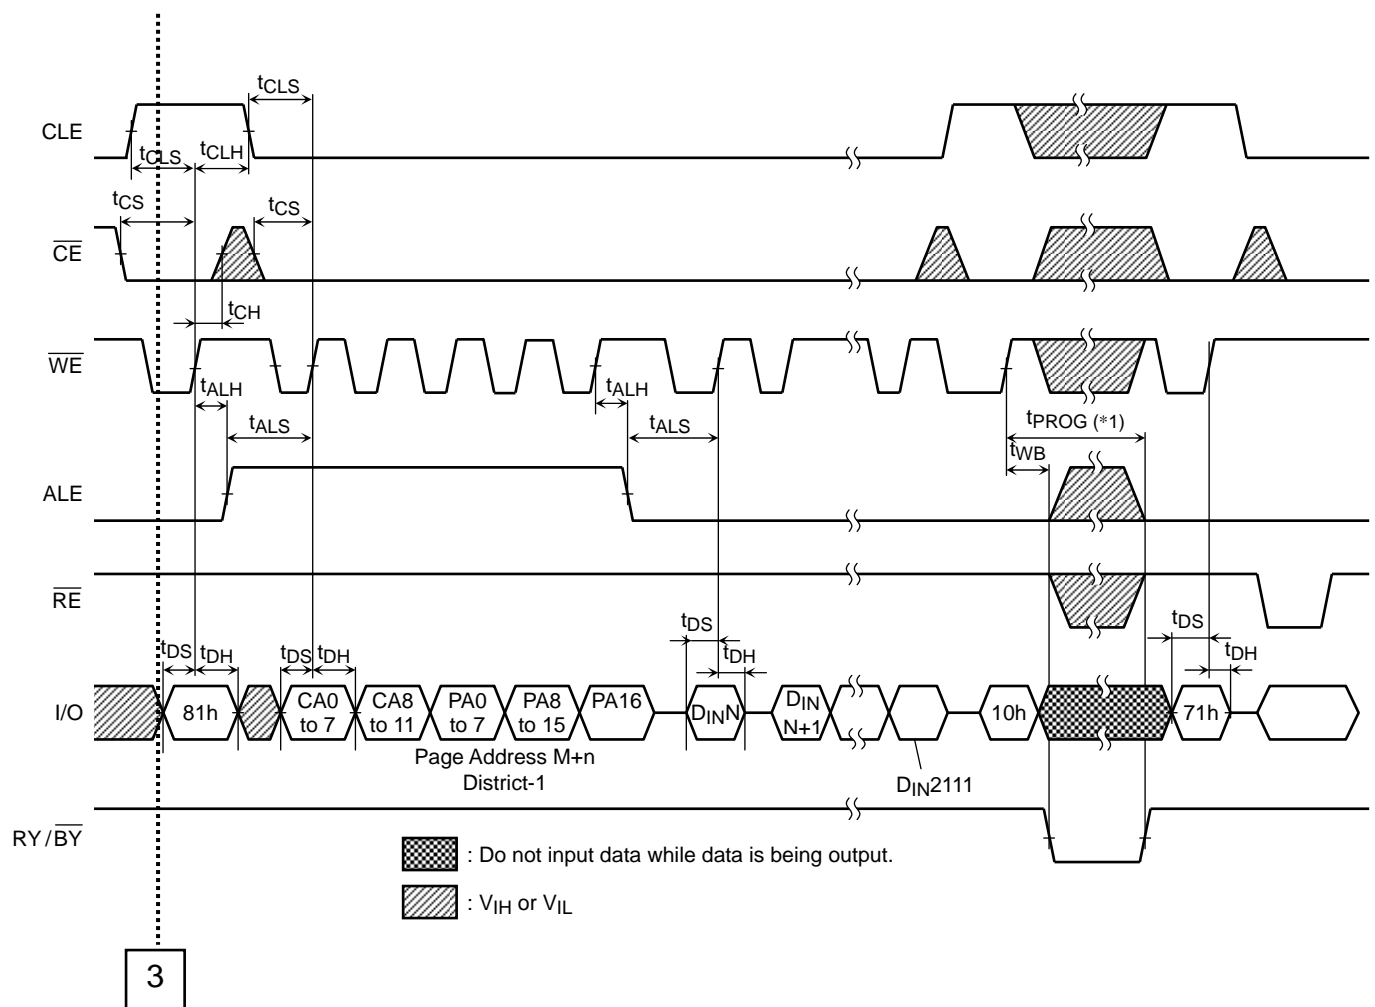 tCLS
CLE
tCLS tCLH
tCS tCS
CE
tCH
WE
tALH tALH
tALS tALS
tPROG (*1)
tWB
ALE
RE
tDS tDH tDS tDH tDS tDH tDS tDH
I/O
81h
CA0 to 7
CA8 to 11
PA0 to 7
PA8 to 15
PA16
DINN
DIN N+1
10h
71h
Page Address M+n
District-1
DIN2111
RY/BY
: Do not input data while data is being output.
: VIH or VIL
3